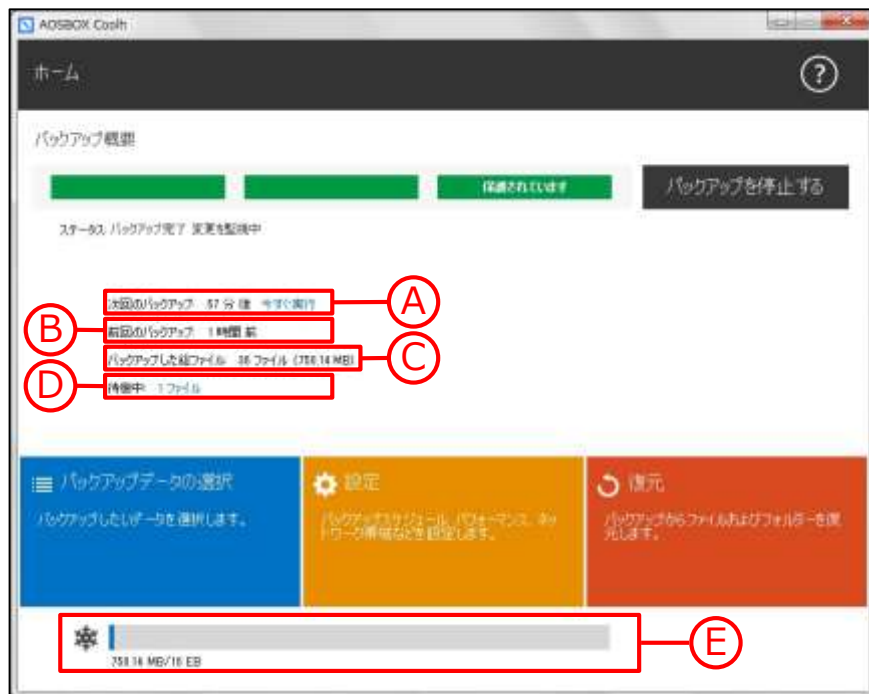 AOSBOX Coolh
ホーム
?
バックアップ概要
保護されています
バックアップを停止する
ステータス バックアップ完了 変更を監視中
次回のバックアップ 57 分 後 今すぐ実行
A
B
前回のバックアップ 1 時間 前
バックアップした総ファイル 36 ファイル (750.14 MB)
C
D
待機中: 1 ファイル
バックアップデータの選択
バックアップしたいデータを選択します。
設定
バックアップスケジュール、パフォーマンス、ネッ
トワーク帯域などを設定します。
復元
バックアップからファイルおよびフォルダーを復
元します。
E
750.14 MB/10 EB